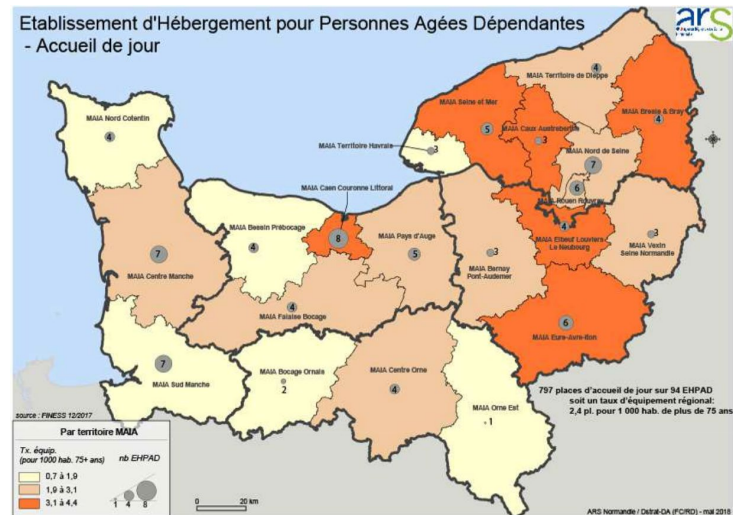 Etablissement d'Hébergement pour Personnes Agées Dépendantes
- Accueil de jour
ars
MAIA Nord Cotentin
4
MAIA Territoire de Dieppe
4
MAIA Seine et Mer
5
MAIA Caux Austreberthe
3
MAIA Bresle & Bray
4
MAIA Territoire Havrais
3
MAIA Nord de Seine
7
6
MAIA Rouen Rouvray
MAIA Caen Couronne Littoral
8
MAIA Bessin Prébocage
4
MAIA Pays d'Auge
5
4
MAIA Elbeuf Louviers
Le Neubourg
3
MAIA Vexin
Seine Normandie
7
MAIA Centre Manche
3
MAIA Bernay
Pont-Audemer
4
MAIA Falaise Bocage
6
MAIA Eure-Avre-Iton
7
MAIA Sud Manche
MAIA Bocage Ornais
2
MAIA Centre Orne
4
MAIA Orne Est
1
797 places d'accueil de jour sur 94 EHPAD
soit un taux d'équipement régional:
2,4 pl. pour 1 000 hab. de plus de 75 ans
source : FINESS 12/2017
Par territoire MAIA
Tx. équip.
(pour 1000 hab. 75+ ans)
nb EHPAD
0,7 à 1,9
1,9 à 3,1
3,1 à 4,4
1 4 8
0 20 km
ARS Normandie / Dstrat-OA (FC/RD) - mai 2018